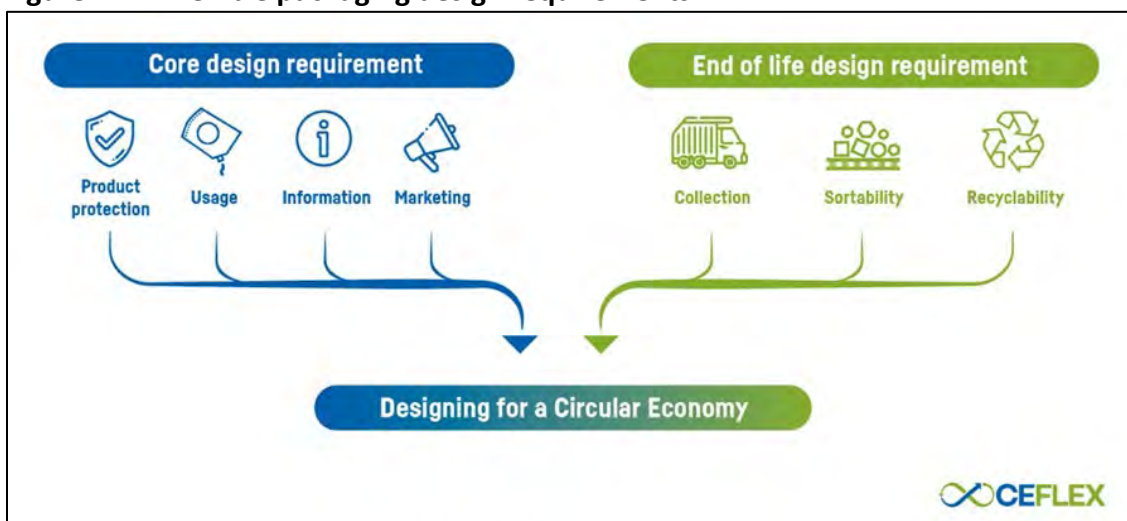 Core design requirement
End of life design requirement
Product
protection
Usage
Information
Marketing
Collection
Sortability
Recyclability
Designing for a Circular Economy
CEFLEX